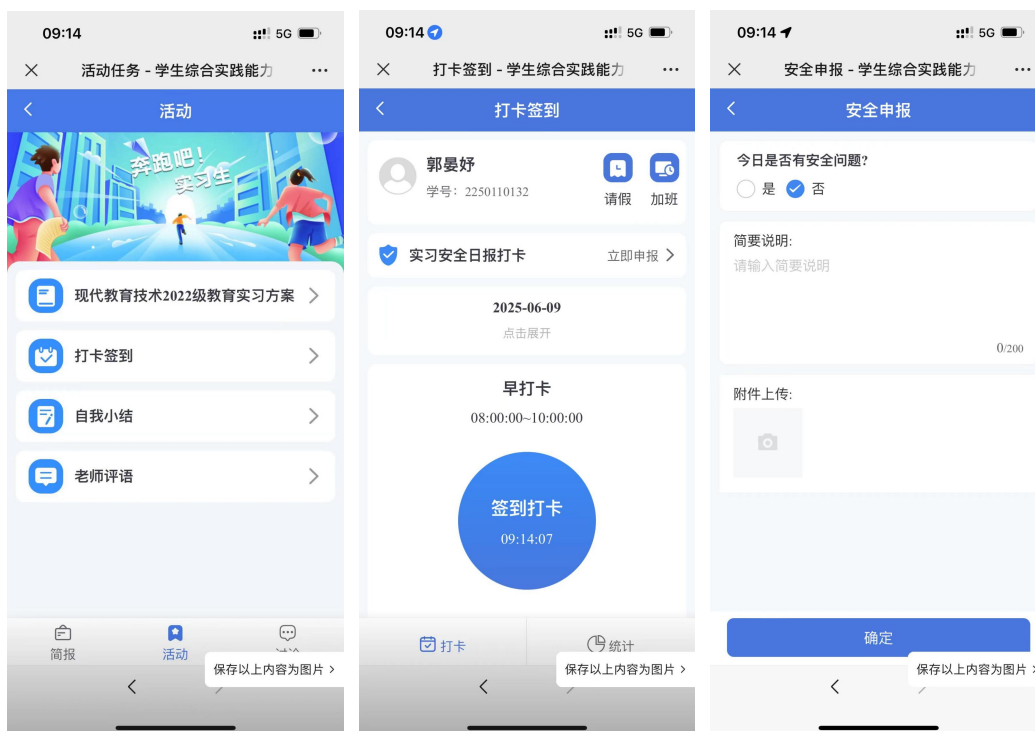 09:14
5G
活动任务 - 学生综合实践能力
活动
奔跑吧！
实习生
现代教育技术2022级教育实习方案
打卡签到
自我小结
老师评语
简报
活动
保存以上内容为图片
09:14
5G
打卡签到 - 学生综合实践能力
打卡签到
郭晏妤
学号：2250110132
请假 加班
实习安全日报打卡 立即申报
2025-06-09
点击展开
早打卡
08:00:00~10:00:00
签到打卡
09:14:07
打卡
统计
保存以上内容为图片
09:14
5G
安全申报 - 学生综合实践能力
安全申报
今日是否有安全问题?
是 否
简要说明:
请输入简要说明
0/200
附件上传:
确定
保存以上内容为图片